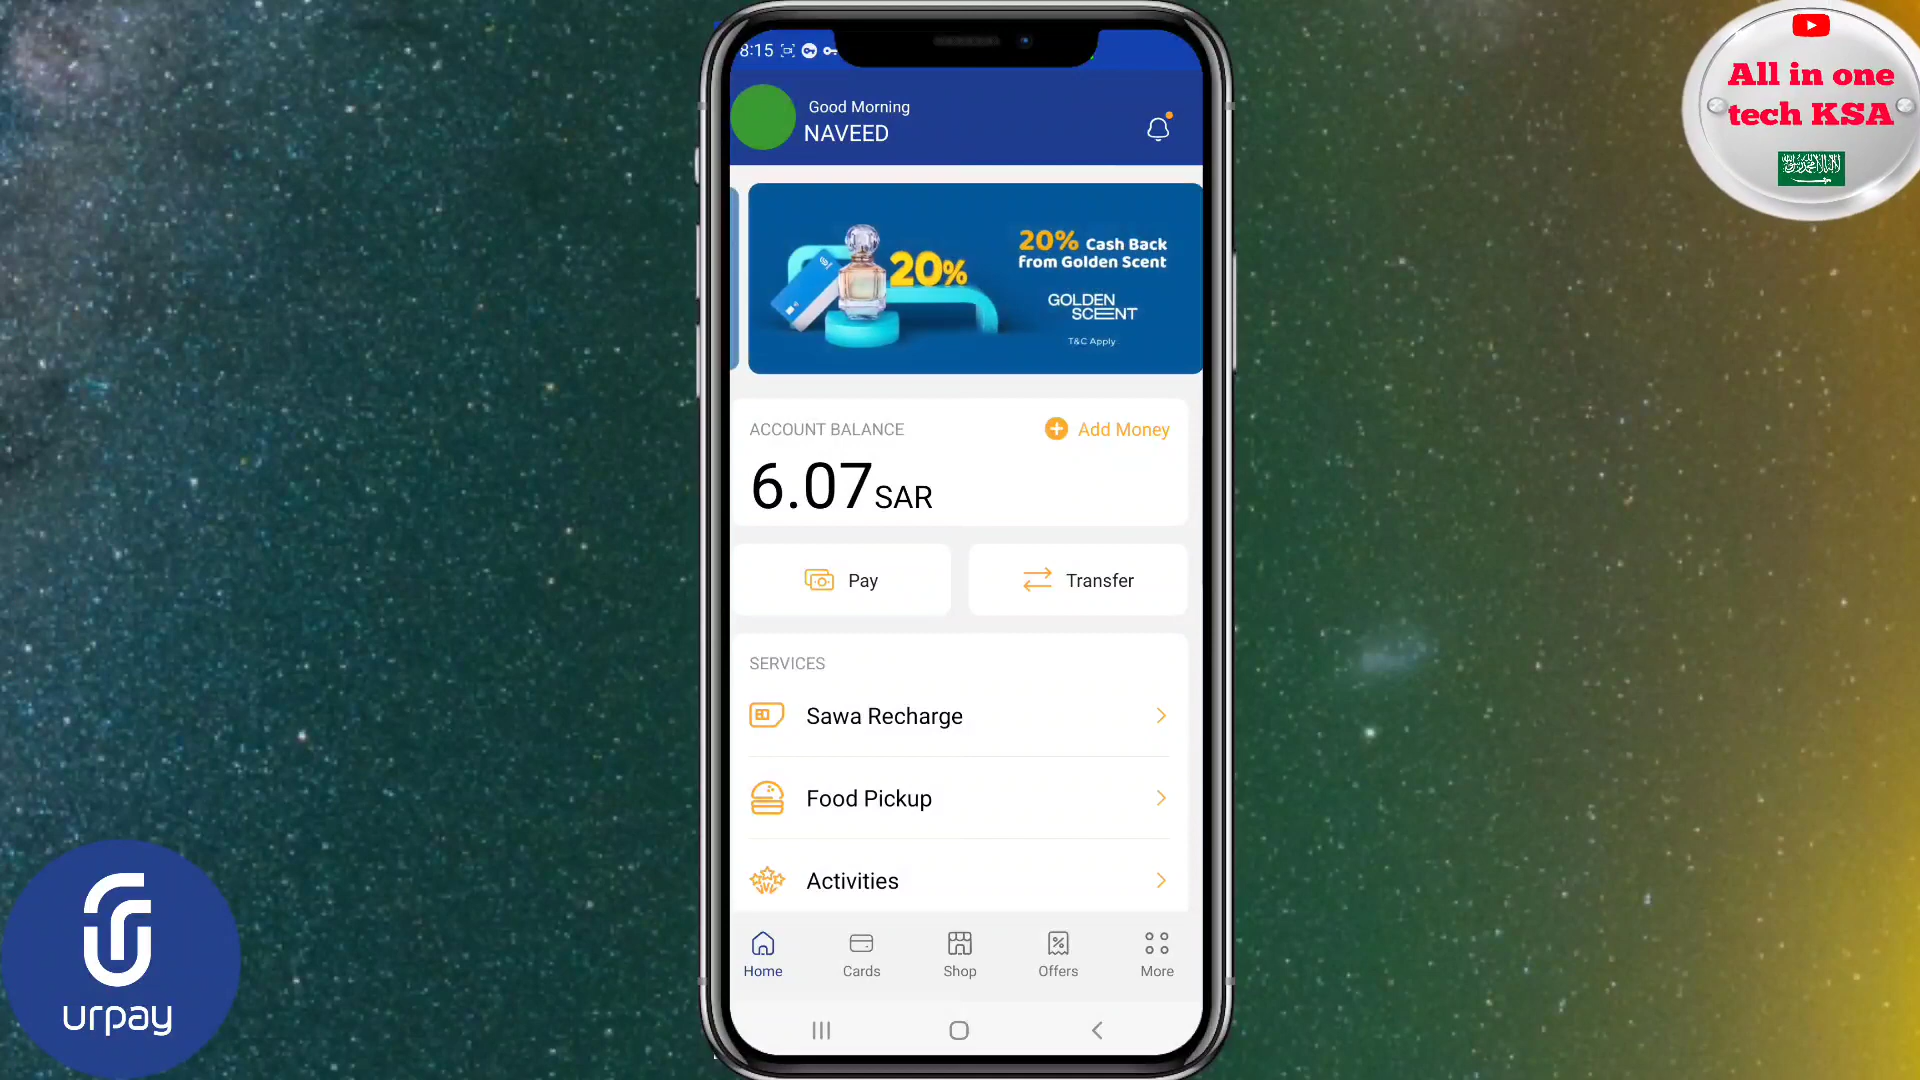 8:15
Good Morning
NAVEED
20%
20% Cash Back
from Golden Scent
GOLDEN
SCENT
T&C Apply
ACCOUNT BALANCE
Add Money
6.07 SAR
Pay
Transfer
SERVICES
Sawa Recharge
Food Pickup
Activities
Home
Cards
Shop
Offers
More
All in one
tech KSA
urpay